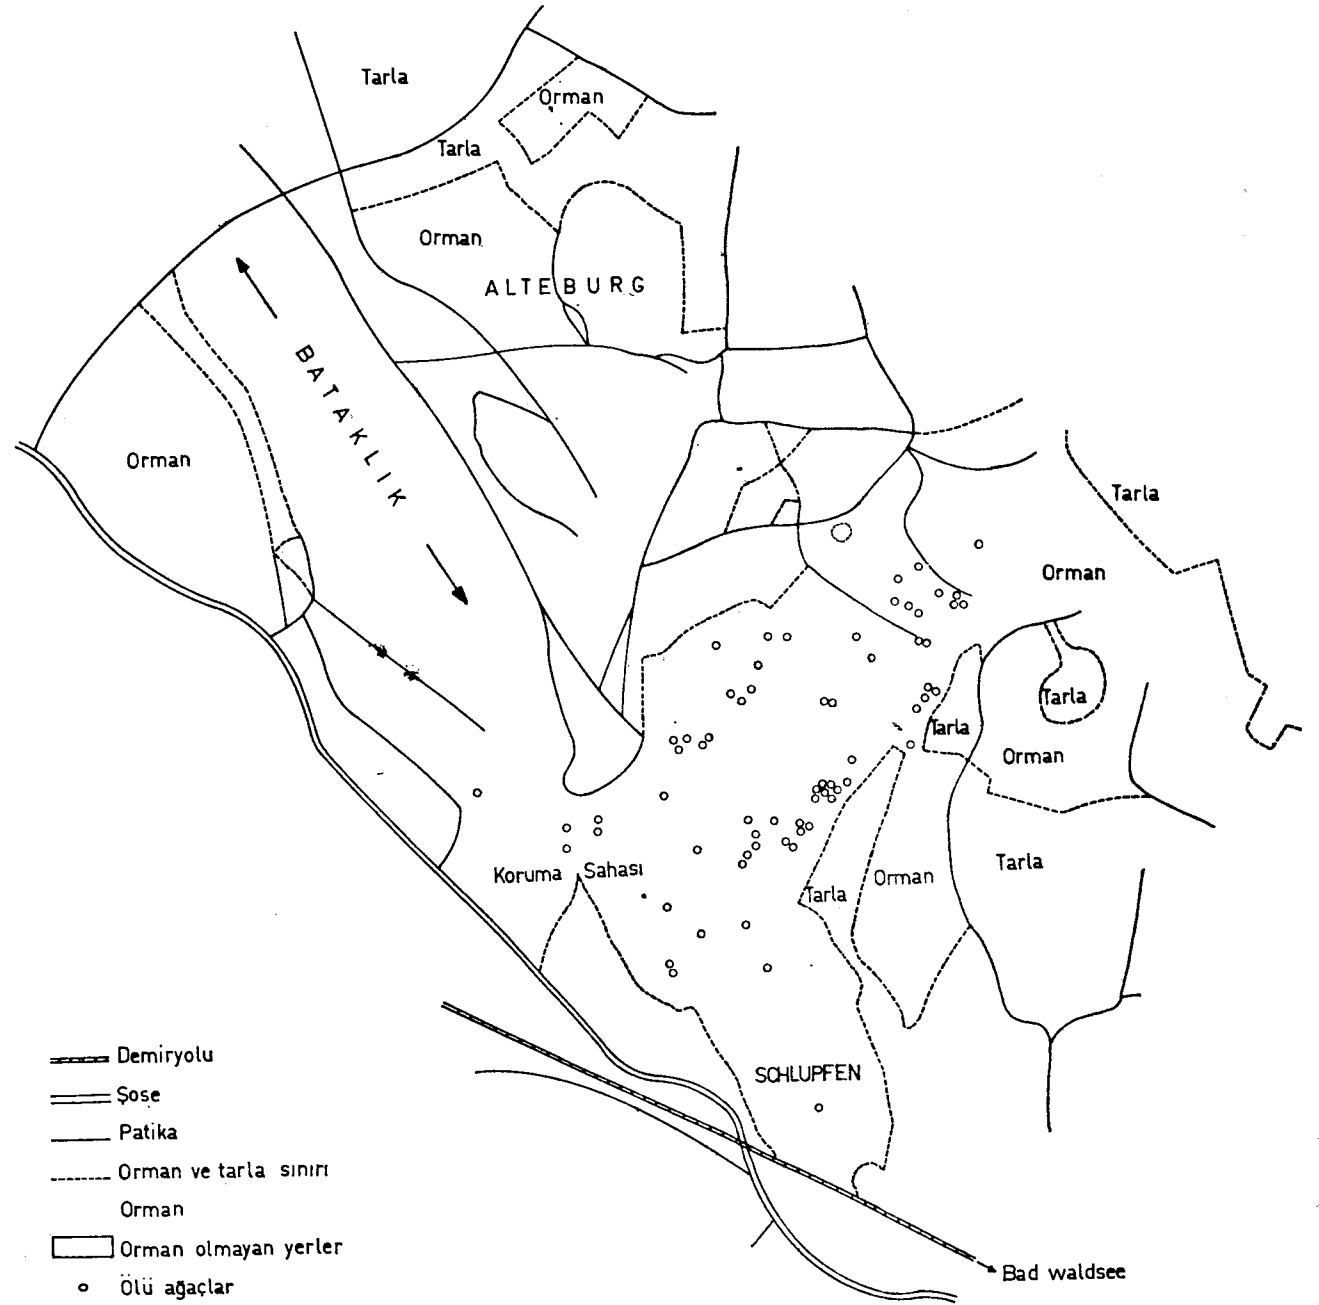 Tarla
Orman
Tarla
Orman
ALTEBURG
BATAKLIK
Orman
Tarla
Orman
Tarla
Tarla
Orman
Koruma Sahası
Tarla
Orman
Tarla
SCHLUPFEN
Demiryolu
Şose
Patika
Orman ve tarla sınırı
Orman
Orman olmayan yerler
Ölü ağaçlar
Bad waldsee